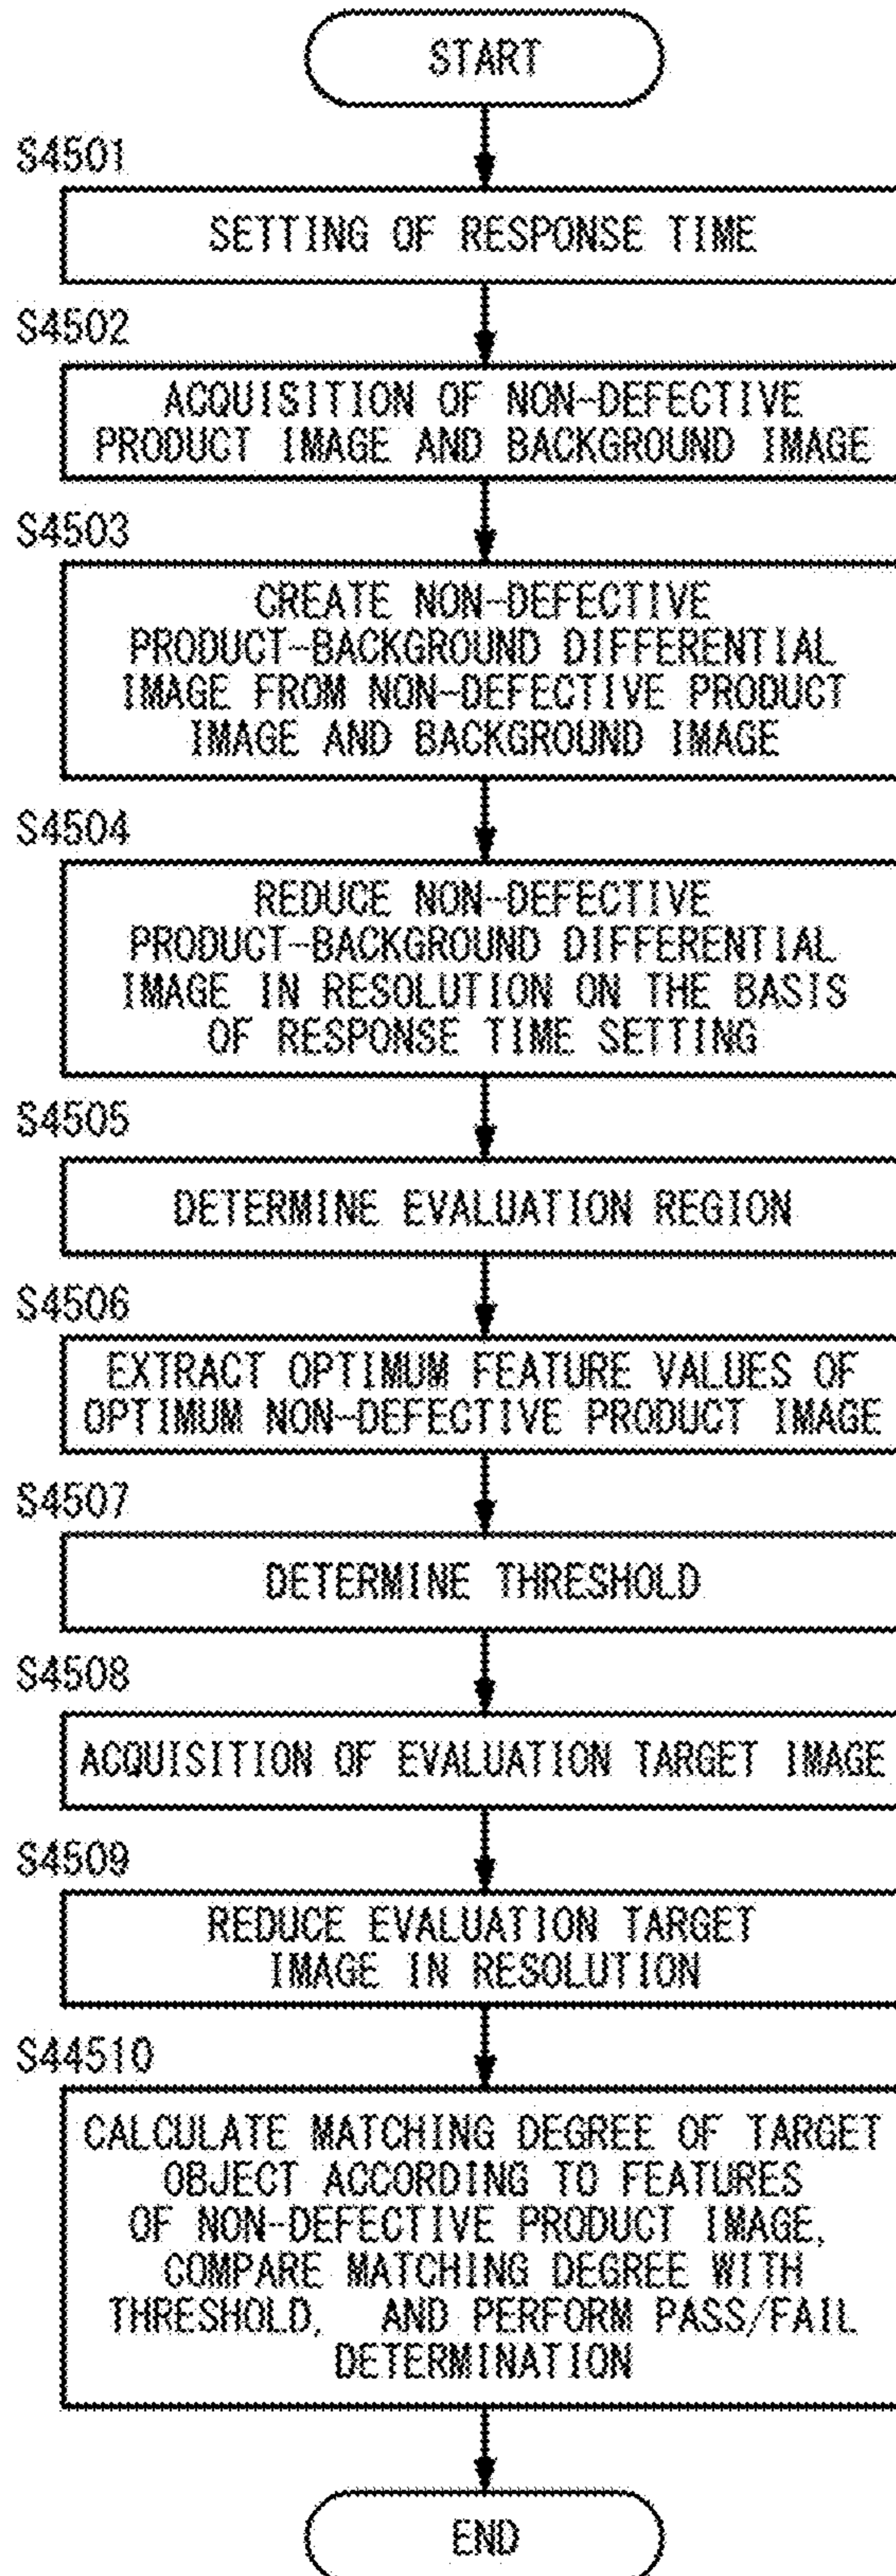 START
S4501
SETTING OF RESPONSE TIME
S4502
ACQUISITION OF NON-DEFECTIVE
PRODUCT IMAGE AND BACKGROUND IMAGE
S4503
CREATE NON-DEFECTIVE
PRODUCT-BACKGROUND DIFFERENTIAL
IMAGE FROM NON-DEFECTIVE PRODUCT
IMAGE AND BACKGROUND IMAGE
S4504
REDUCE NON-DEFECTIVE
PRODUCT-BACKGROUND DIFFERENTIAL
IMAGE IN RESOLUTION ON THE BASIS
OF RESPONSE TIME SETTING
S4505
DETERMINE EVALUATION REGION
S4506
EXTRACT OPTIMUM FEATURE VALUES OF
OPTIMUM NON-DEFECTIVE PRODUCT IMAGE
S4507
DETERMINE THRESHOLD
S4508
ACQUISITION OF EVALUATION TARGET IMAGE
S4509
REDUCE EVALUATION TARGET
IMAGE IN RESOLUTION
S44510
CALCULATE MATCHING DEGREE OF TARGET
OBJECT ACCORDING TO FEATURES
OF NON-DEFECTIVE PRODUCT IMAGE,
COMPARE MATCHING DEGREE WITH
THRESHOLD, AND PERFORM PASS/FAIL
DETERMINATION
END